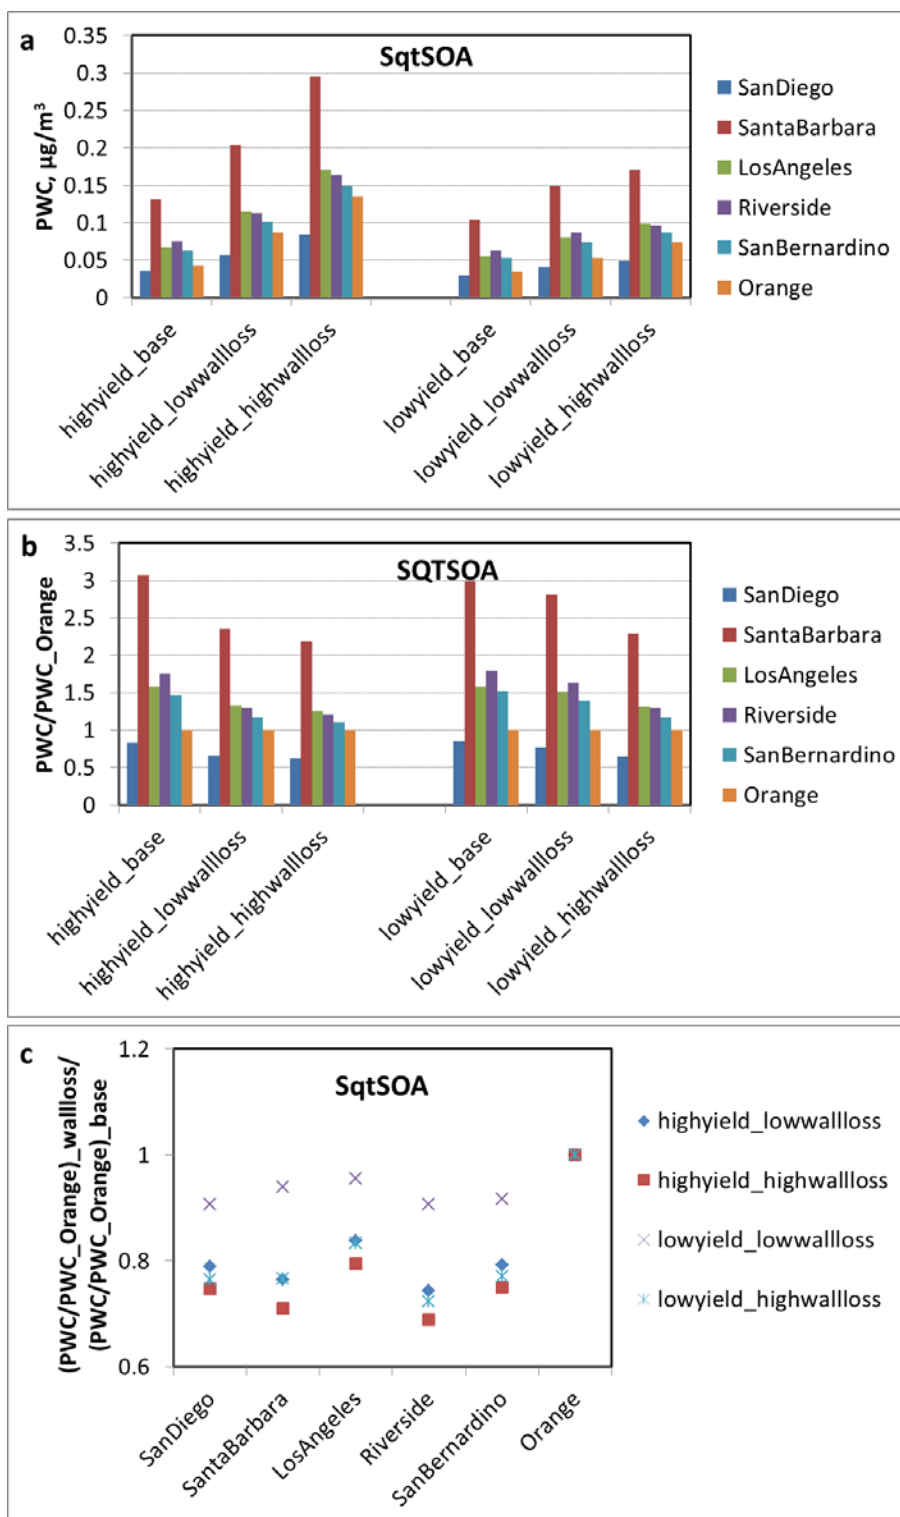 a
SqtSOA
PWC, µg/m³
0.35
0.3
0.25
0.2
0.15
0.1
0.05
0
highyield_base
highyield_lowwallloss
highyield_highwallloss
lowyield_base
lowyield_lowwallloss
lowyield_highwallloss
SanDiego
SantaBarbara
LosAngeles
Riverside
SanBernardino
Orange
b
SQTSOA
PWC/PWC_Orange
3.5
3
2.5
2
1.5
1
0.5
0
highyield_base
highyield_lowwallloss
highyield_highwallloss
lowyield_base
lowyield_lowwallloss
lowyield_highwallloss
SanDiego
SantaBarbara
LosAngeles
Riverside
SanBernardino
Orange
c
SqtSOA
(PWC/PWC_Orange)_wallloss/
(PWC/PWC_Orange)_base
1.2
1
0.8
0.6
SanDiego
SantaBarbara
LosAngeles
Riverside
SanBernardino
Orange
highyield_lowwallloss
highyield_highwallloss
lowyield_lowwallloss
lowyield_highwallloss